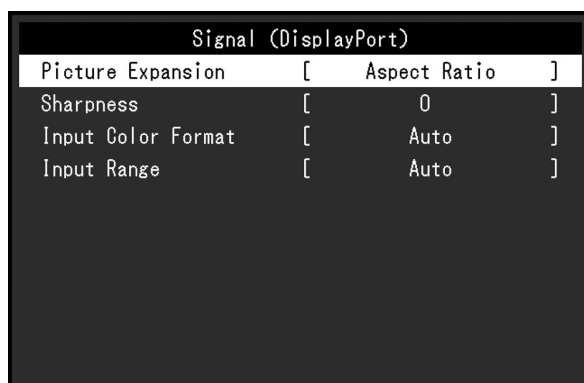 Signal (DisplayPort)
Picture Expansion [ Aspect Ratio ]
Sharpness [ 0 ]
Input Color Format [ Auto ]
Input Range [ Auto ]